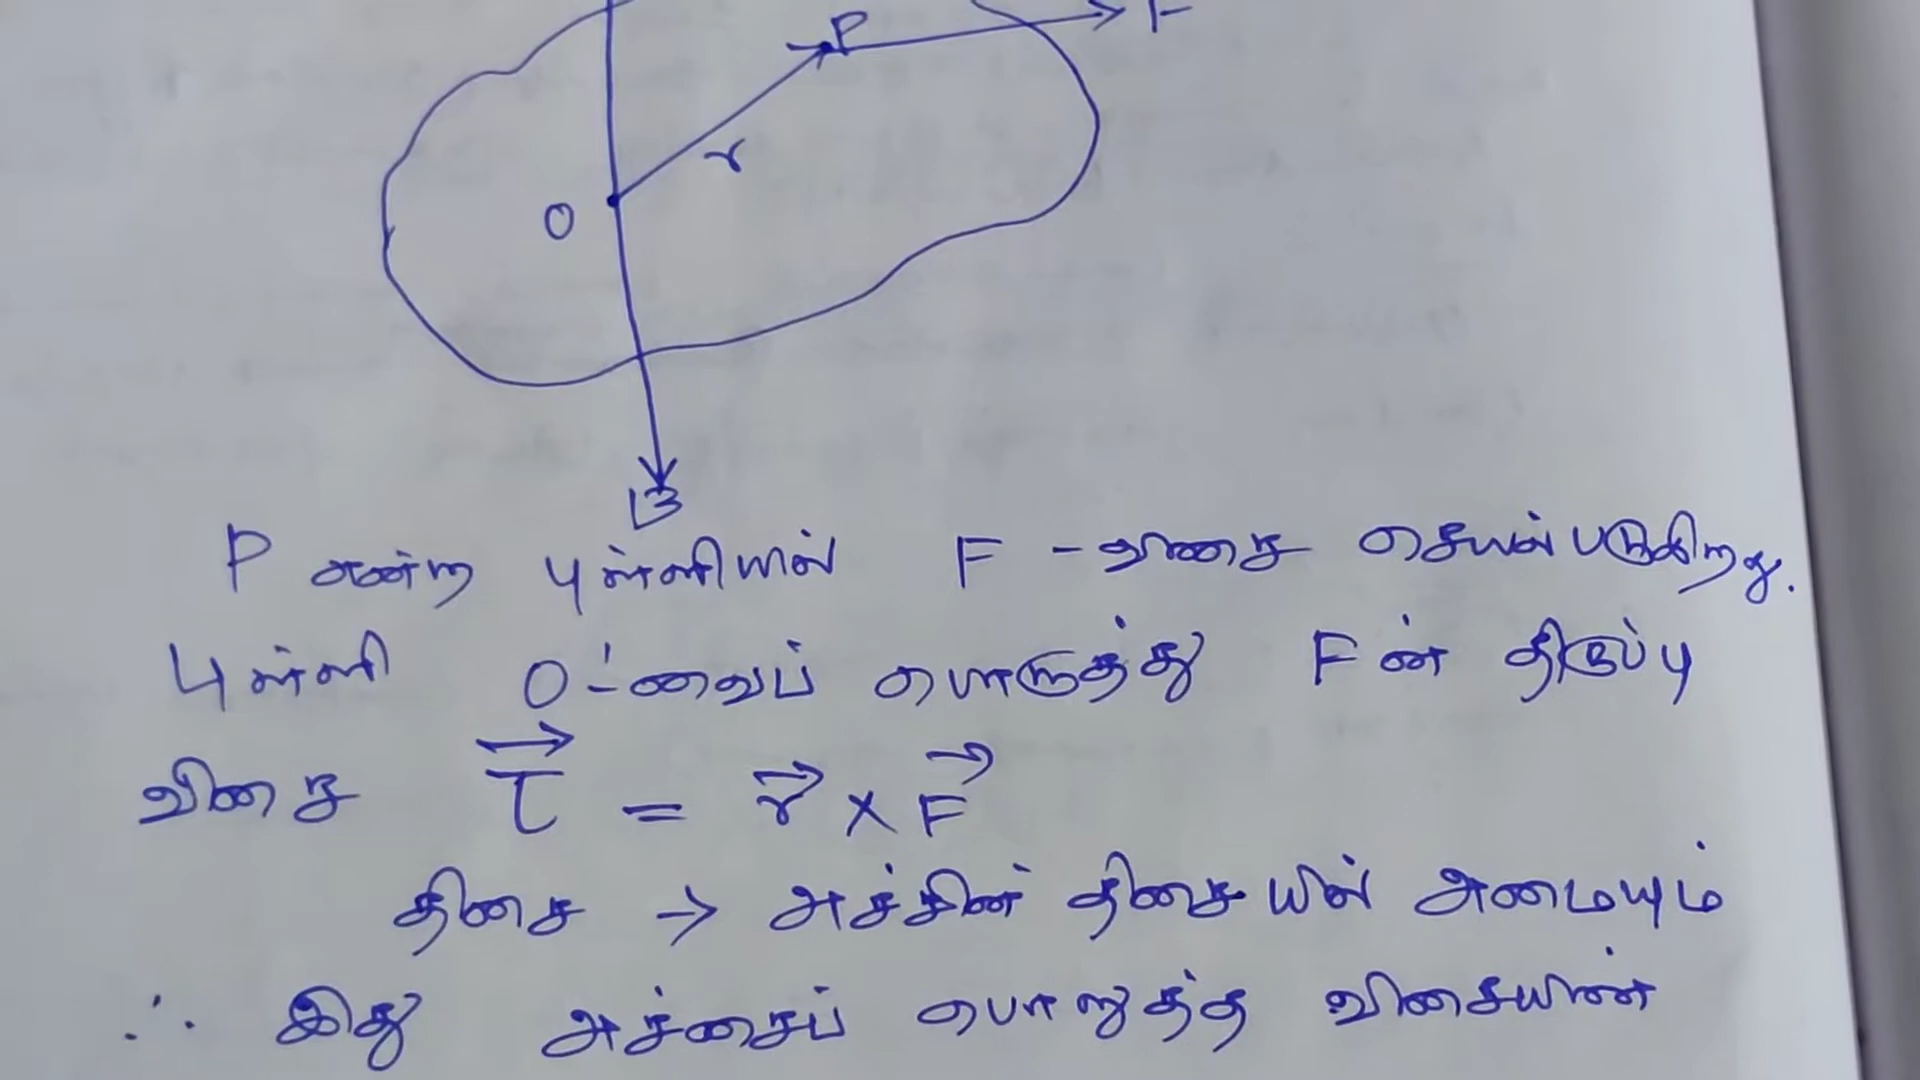 P F
r
O
B
P என்ற புள்ளியில் F - விசை செயல்படுகிறது.
புள்ளி O - வைப் பொருத்து F ன் திருப்பு
விசை τ⃗ = r⃗ × F⃗
திசை → அச்சின் திசையில் அமையும்
∴ இது அச்சைப் பொறுத்த விசையின்